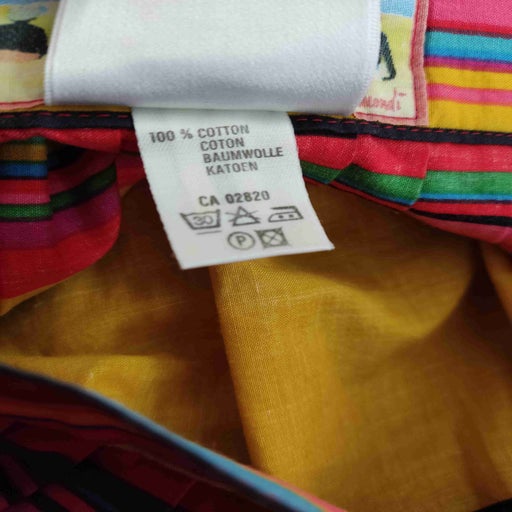 100 % COTTON
COTON
BAUMWOLLE
KATOEN
CA 02820
30
P